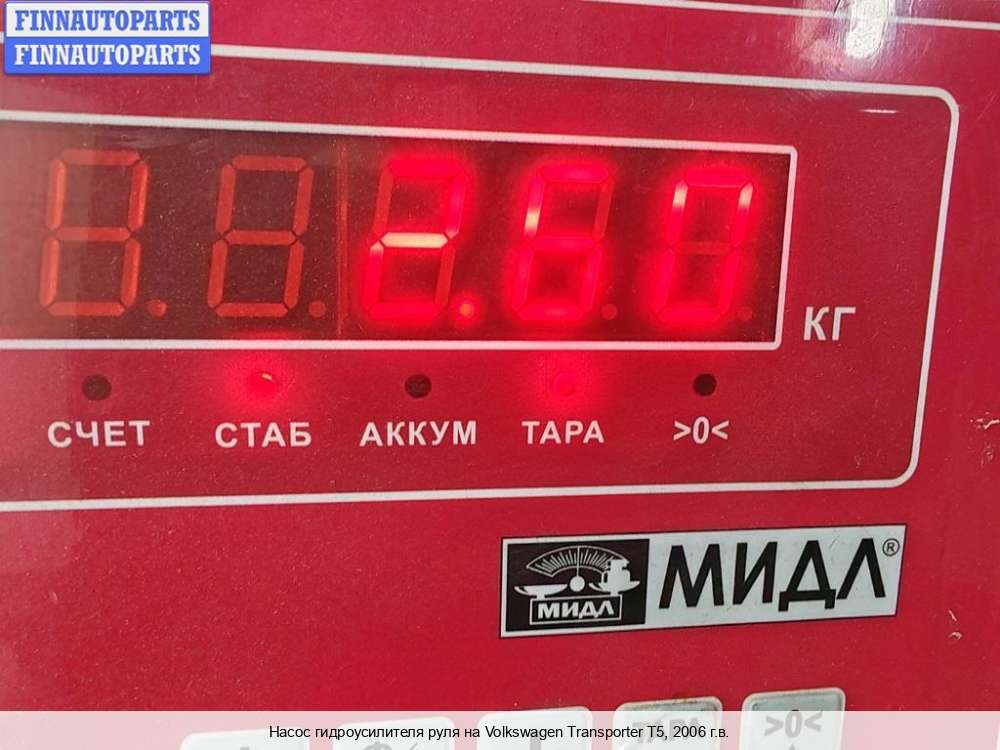 FINNAUTOPARTS
FINNAUTOPARTS
2.60
КГ
СЧЕТ СТАБ АККУМ ТАРА >0<
МИДЛ
МИДЛ®
ТАРА >0<
Насос гидроусилителя руля на Volkswagen Transporter T5, 2006 г.в.